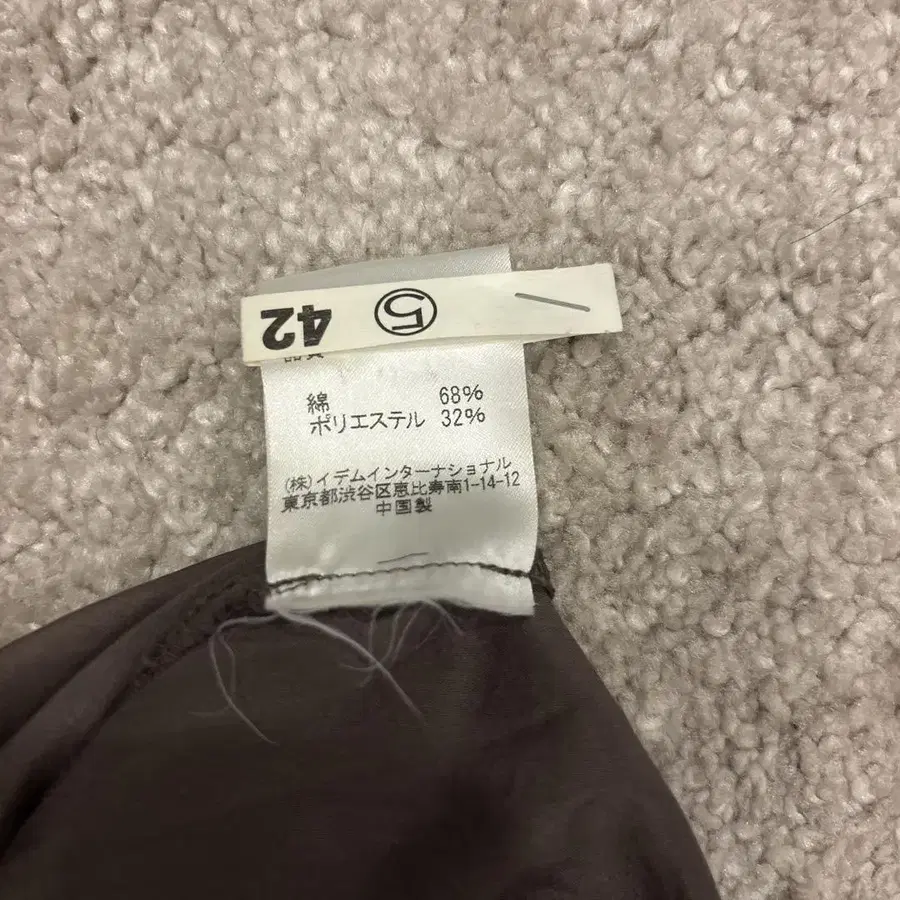 42 ⑤
品質
綿 68%
ポリエステル 32%
(株)イデムインターナショナル
東京都渋谷区恵比寿南1-14-12
中国製